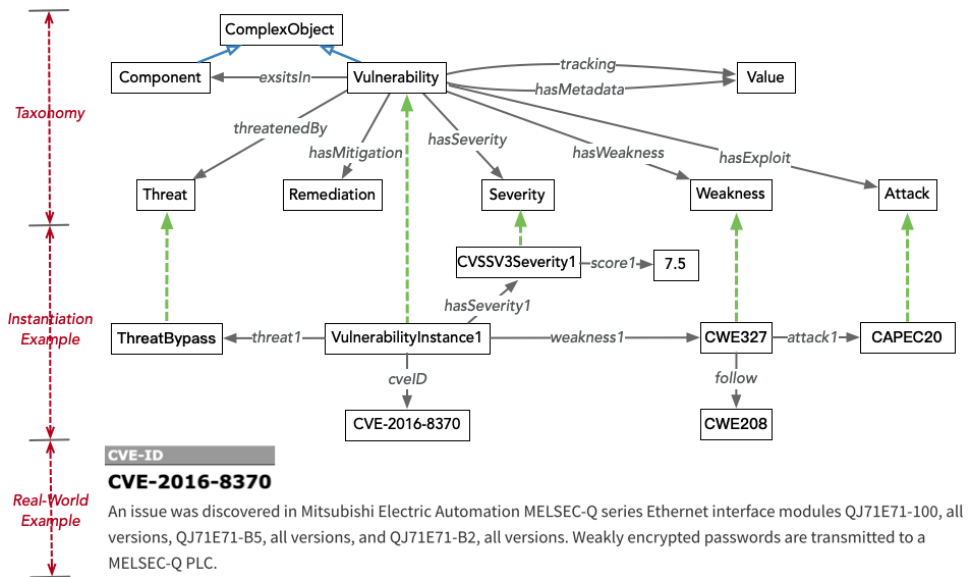 ComplexObject
Component
exsitsIn
Vulnerability
tracking
hasMetadata
Value
Taxonomy
threatenedBy
hasMitigation
hasSeverity
hasWeakness
hasExploit
Threat
Remediation
Severity
Weakness
Attack
CVSSV3Severity1
score1
7.5
hasSeverity1
Instantiation
Example
ThreatBypass
threat1
VulnerabilityInstance1
weakness1
CWE327
attack1
CAPEC20
cveID
follow
CVE-2016-8370
CWE208
CVE-ID
CVE-2016-8370
Real-World
Example
An issue was discovered in Mitsubishi Electric Automation MELSEC-Q series Ethernet interface modules QJ71E71-100, all
versions, QJ71E71-B5, all versions, and QJ71E71-B2, all versions. Weakly encrypted passwords are transmitted to a
MELSEC-Q PLC.